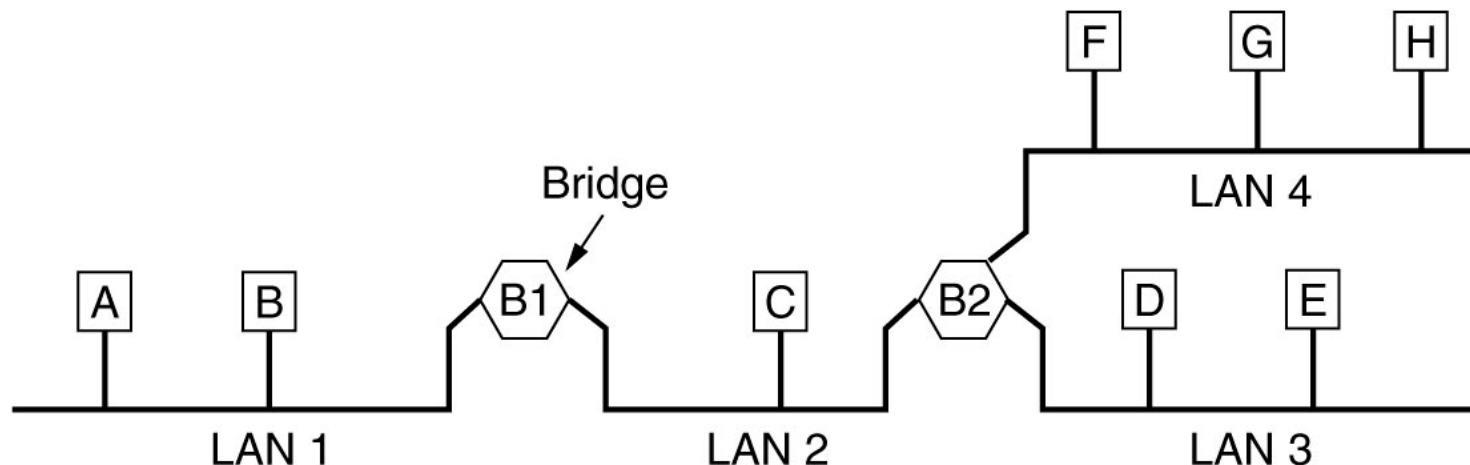 F G H
LAN 4
Bridge
A B B1 C B2 D E
LAN 1 LAN 2 LAN 3